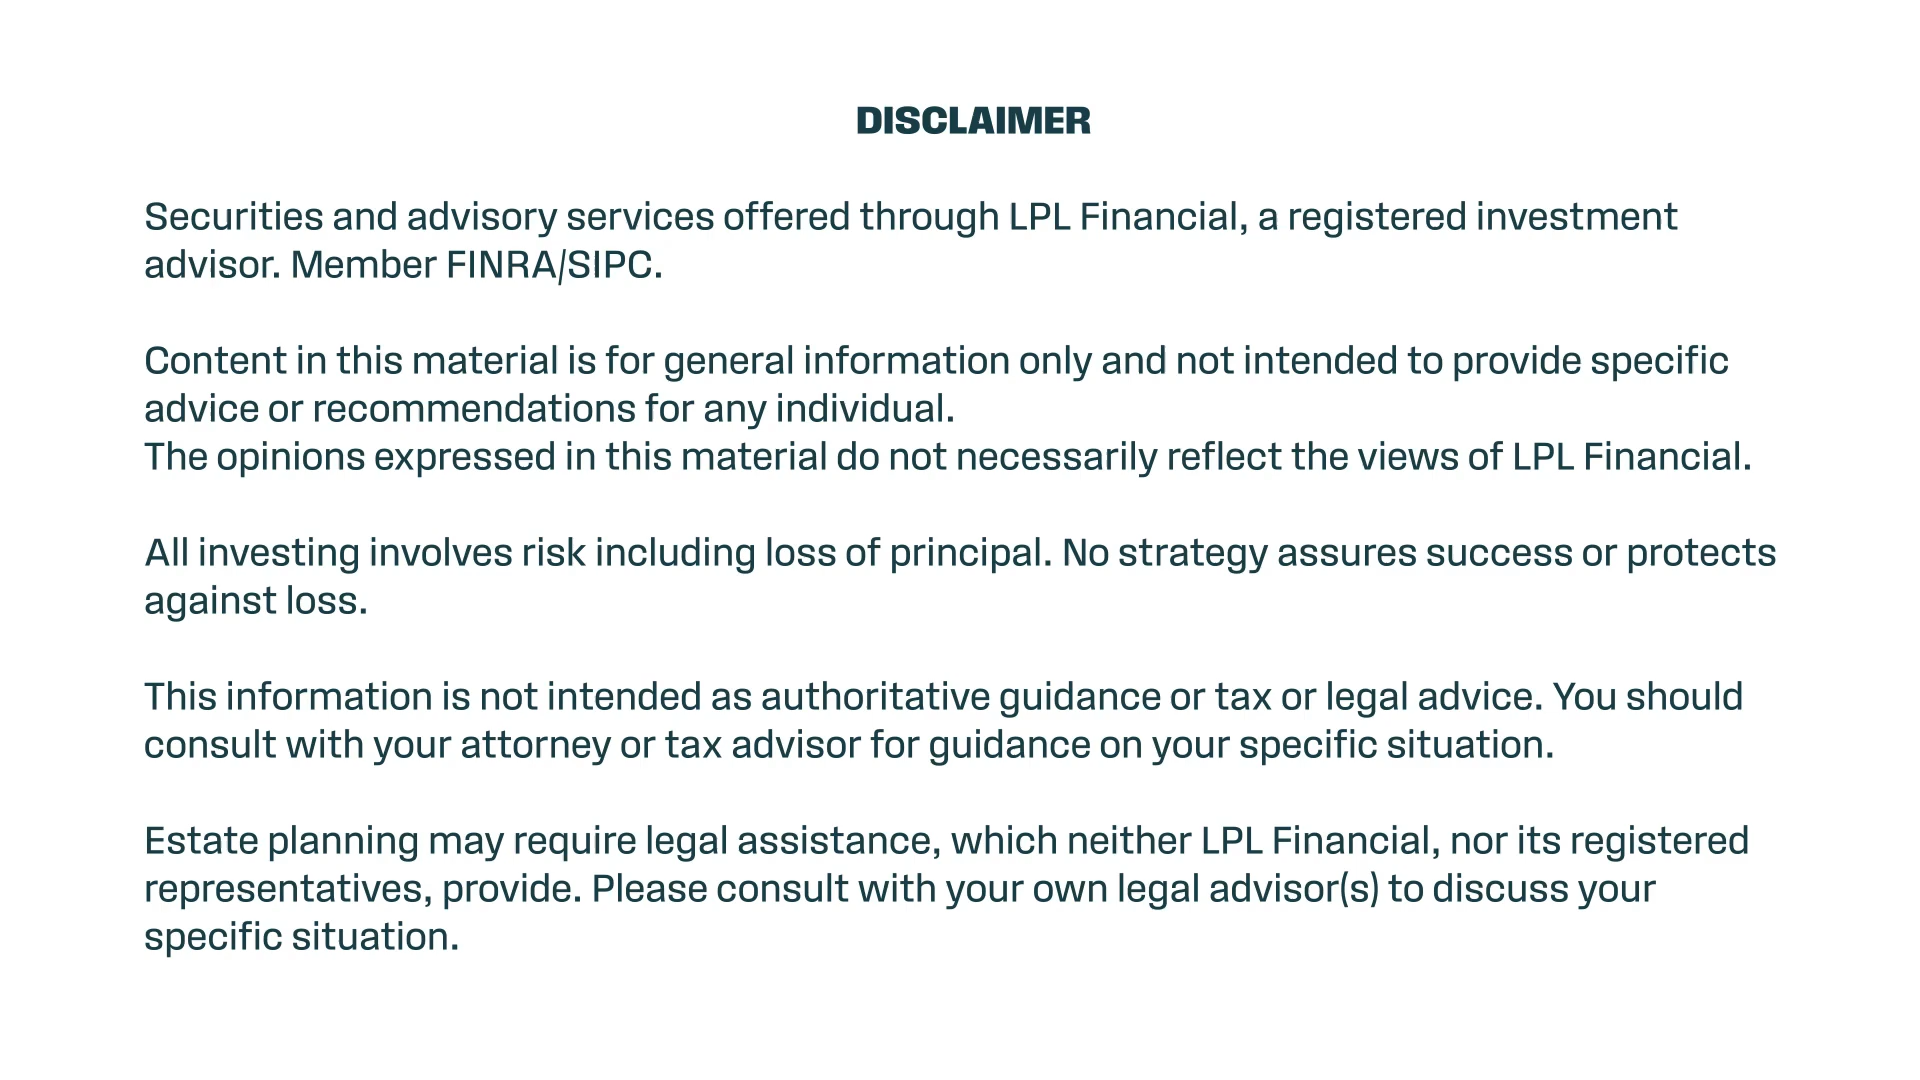 DISCLAIMER
Securities and advisory services offered through LPL Financial, a registered investment
advisor. Member FINRA/SIPC.
Content in this material is for general information only and not intended to provide specific
advice or recommendations for any individual.
The opinions expressed in this material do not necessarily reflect the views of LPL Financial.
All investing involves risk including loss of principal. No strategy assures success or protects
against loss.
This information is not intended as authoritative guidance or tax or legal advice. You should
consult with your attorney or tax advisor for guidance on your specific situation.
Estate planning may require legal assistance, which neither LPL Financial, nor its registered
representatives, provide. Please consult with your own legal advisor(s) to discuss your
specific situation.